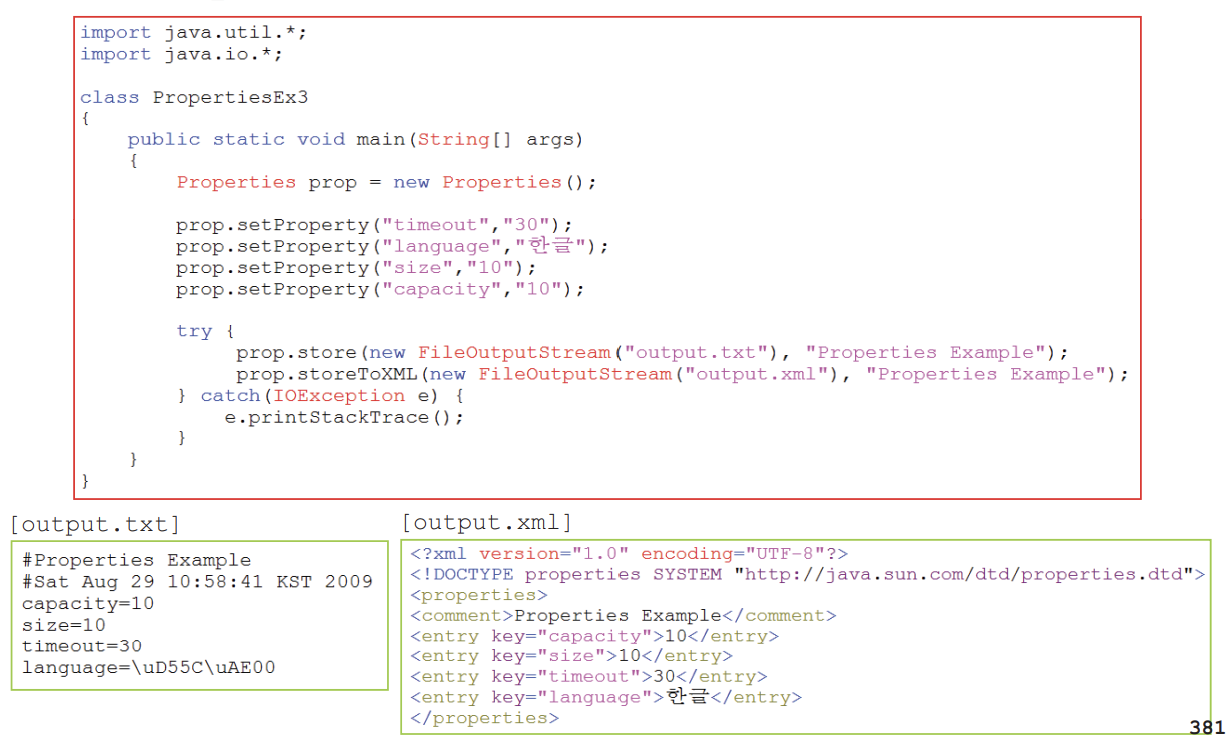 import java.util.*;
import java.io.*;
class PropertiesEx3
{
public static void main(String[] args)
{
Properties prop = new Properties();
prop.setProperty("timeout","30");
prop.setProperty("language","한글");
prop.setProperty("size","10");
prop.setProperty("capacity","10");
try {
prop.store(new FileOutputStream("output.txt"), "Properties Example");
prop.storeToXML(new FileOutputStream("output.xml"), "Properties Example");
} catch(IOException e) {
e.printStackTrace();
}
}
}
[output.txt]
#Properties Example
#Sat Aug 29 10:58:41 KST 2009
capacity=10
size=10
timeout=30
language=\uD55C\uAE00
[output.xml]
<?xml version="1.0" encoding="UTF-8"?>
<!DOCTYPE properties SYSTEM "http://java.sun.com/dtd/properties.dtd">
<properties>
<comment>Properties Example</comment>
<entry key="capacity">10</entry>
<entry key="size">10</entry>
<entry key="timeout">30</entry>
<entry key="language">한글</entry>
</properties>
381